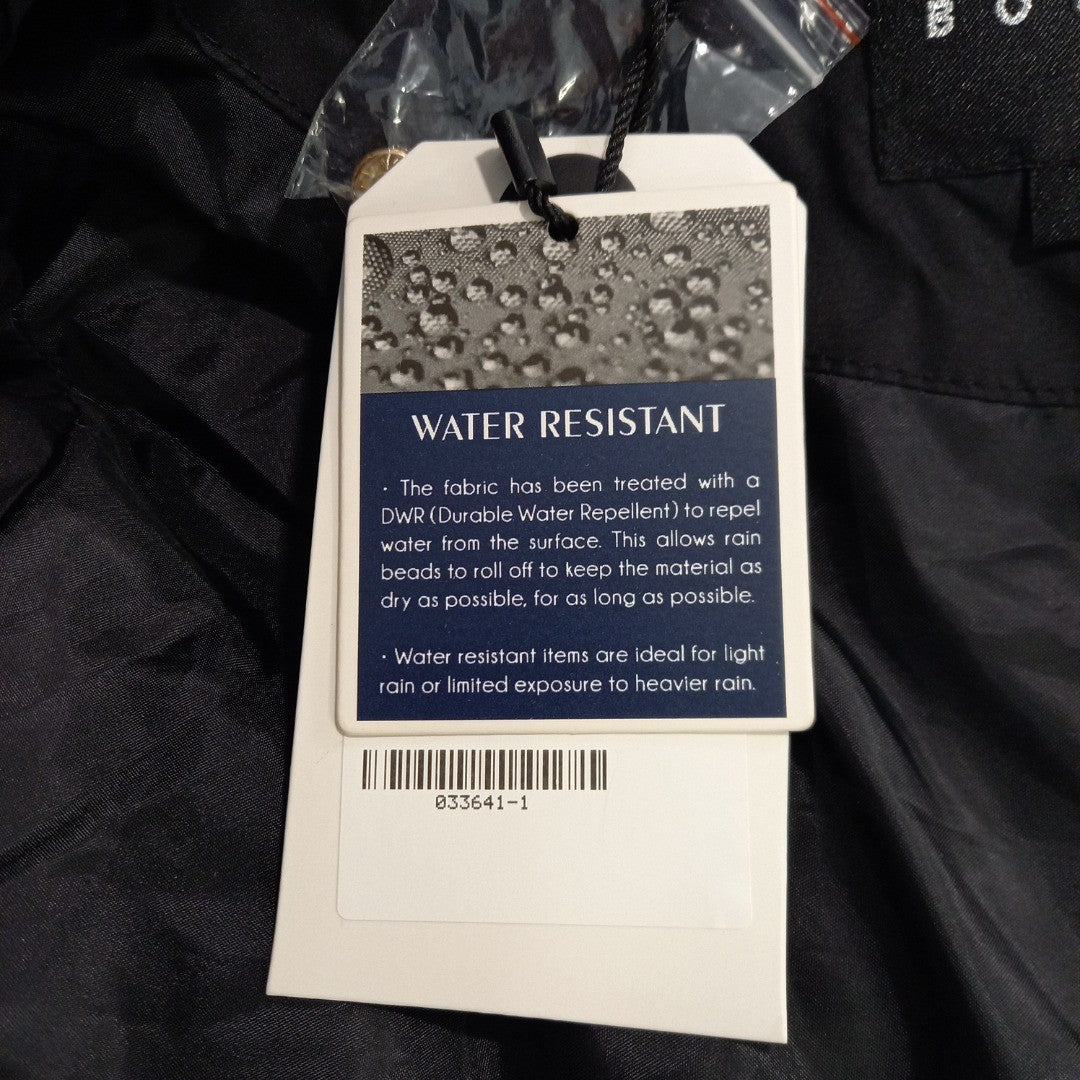 WATER RESISTANT
· The fabric has been treated with a
DWR (Durable Water Repellent) to repel
water from the surface. This allows rain
beads to roll off to keep the material as
dry as possible, for as long as possible.
· Water resistant items are ideal for light
rain or limited exposure to heavier rain.
033641-1